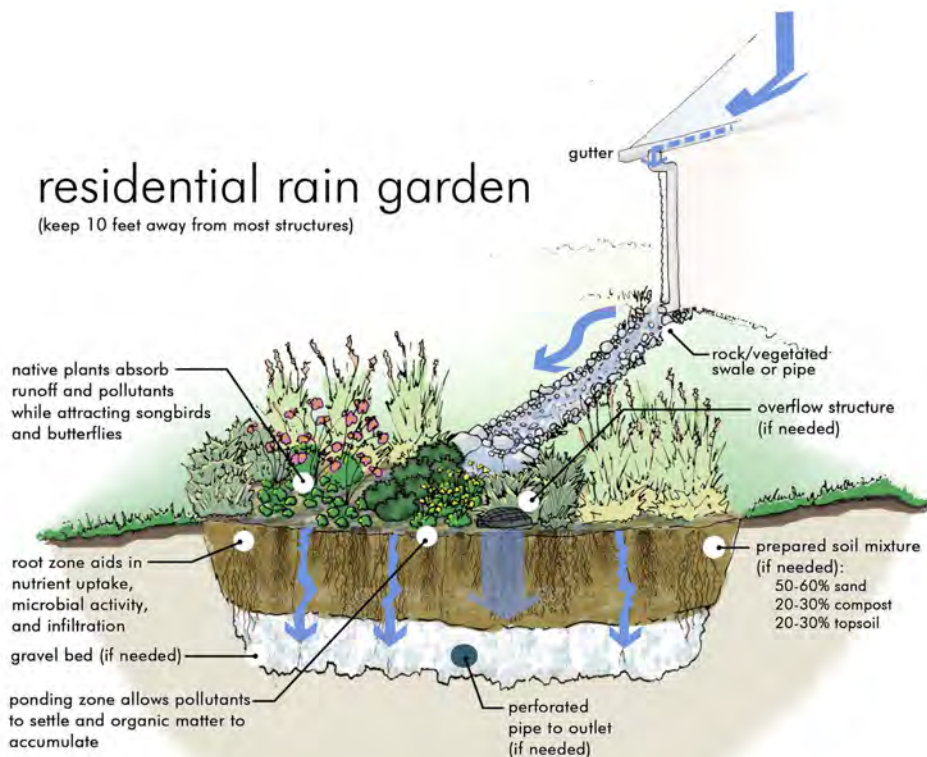 gutter
residential rain garden
(keep 10 feet away from most structures)
rock/vegetated
swale or pipe
native plants absorb
runoff and pollutants
while attracting songbirds
and butterflies
overflow structure
(if needed)
root zone aids in
nutrient uptake,
microbial activity,
and infiltration
prepared soil mixture
(if needed):
50-60% sand
20-30% compost
20-30% topsoil
gravel bed (if needed)
ponding zone allows pollutants
to settle and organic matter to
accumulate
perforated
pipe to outlet
(if needed)